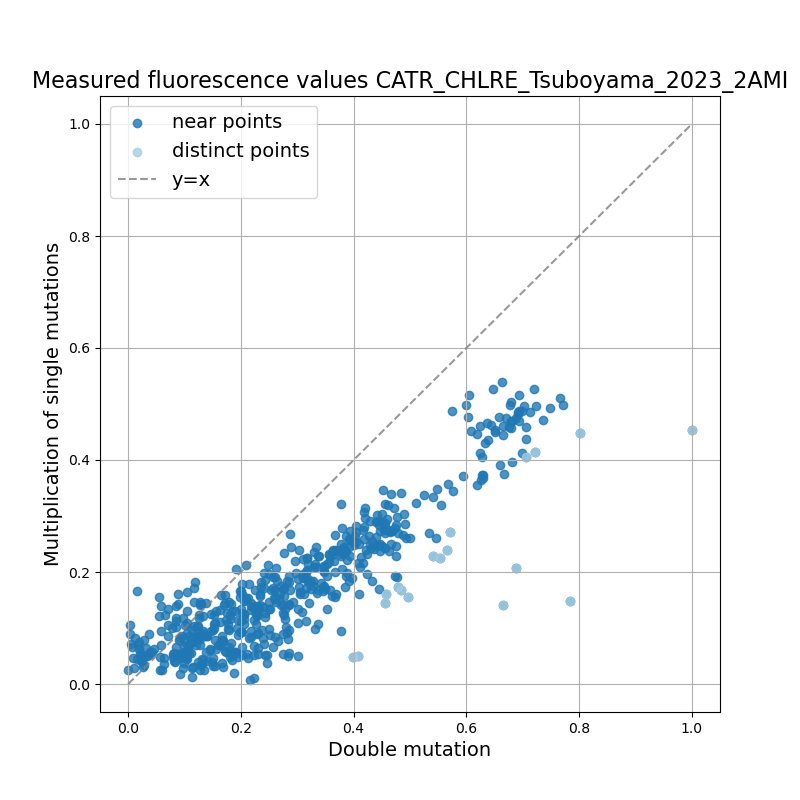 Measured fluorescence values CATR_CHLRE_Tsuboyama_2023_2AMI
near points
distinct points
y=x
Multiplication of single mutations
1.0
0.8
0.6
0.4
0.2
0.0
0.0 0.2 0.4 0.6 0.8 1.0
Double mutation